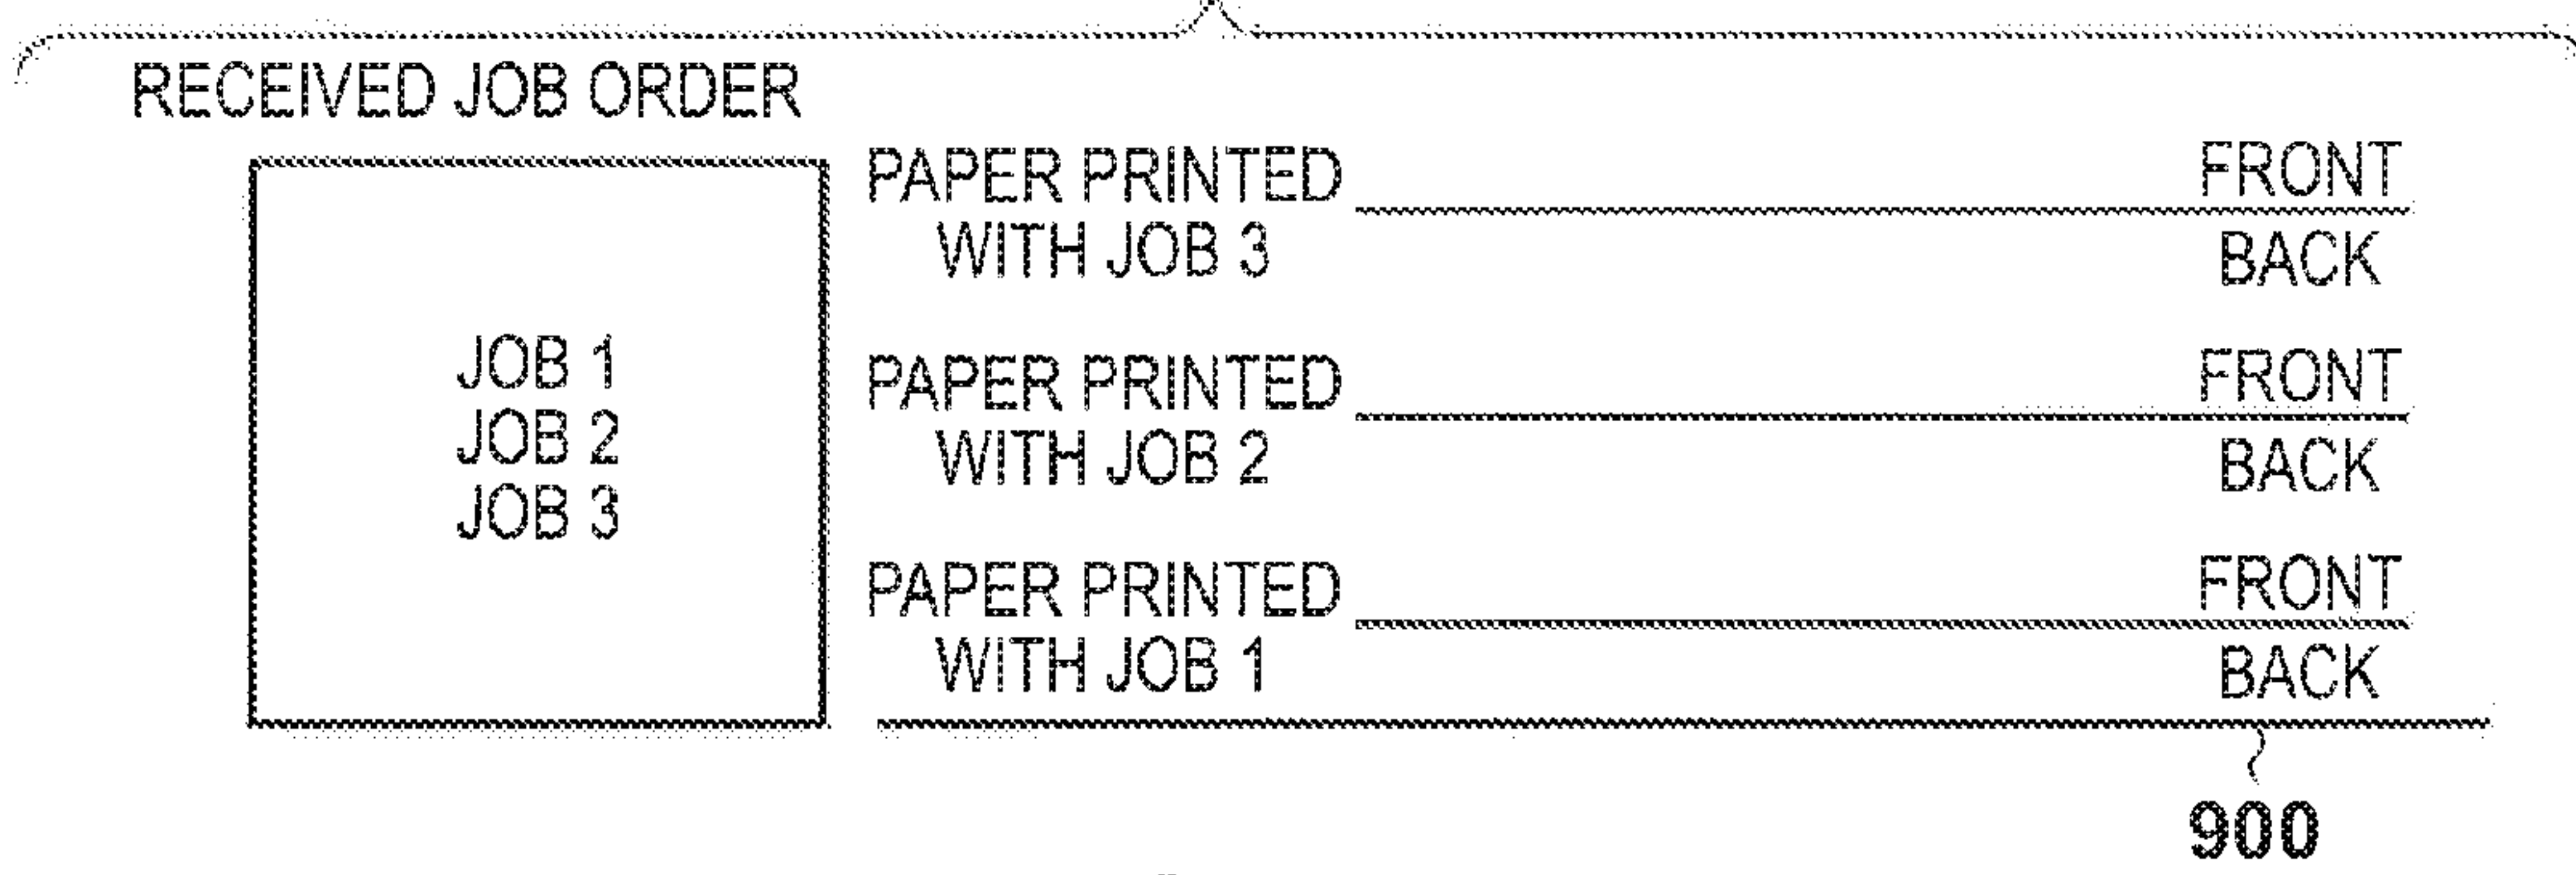 RECEIVED JOB ORDER
JOB 1
JOB 2
JOB 3
PAPER PRINTED
WITH JOB 3
FRONT
BACK
PAPER PRINTED
WITH JOB 2
FRONT
BACK
PAPER PRINTED
WITH JOB 1
FRONT
BACK
900